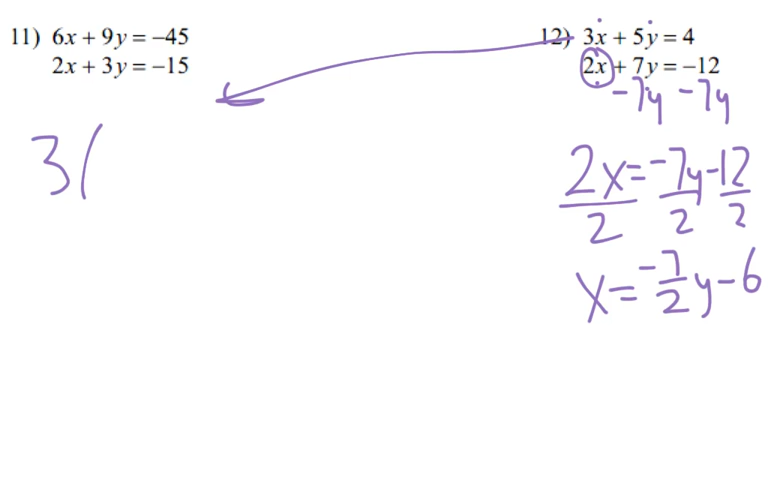 11) 6x + 9y = −45
2x + 3y = −15
3(
12) 3x + 5y = 4
2x + 7y = −12
-7y -7y
2x = -7y - 12
2 2 2
x = -7/2 y - 6